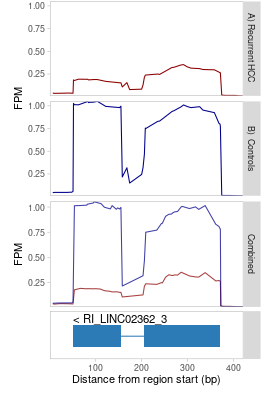 1.00
0.75
0.50
0.25
FPM
A) Recurrent HCC
1.00
0.75
0.50
0.25
FPM
B) Controls
1.00
0.75
0.50
0.25
FPM
Combined
< RI_LINC02362_3
100 200 300 400
Distance from region start (bp)